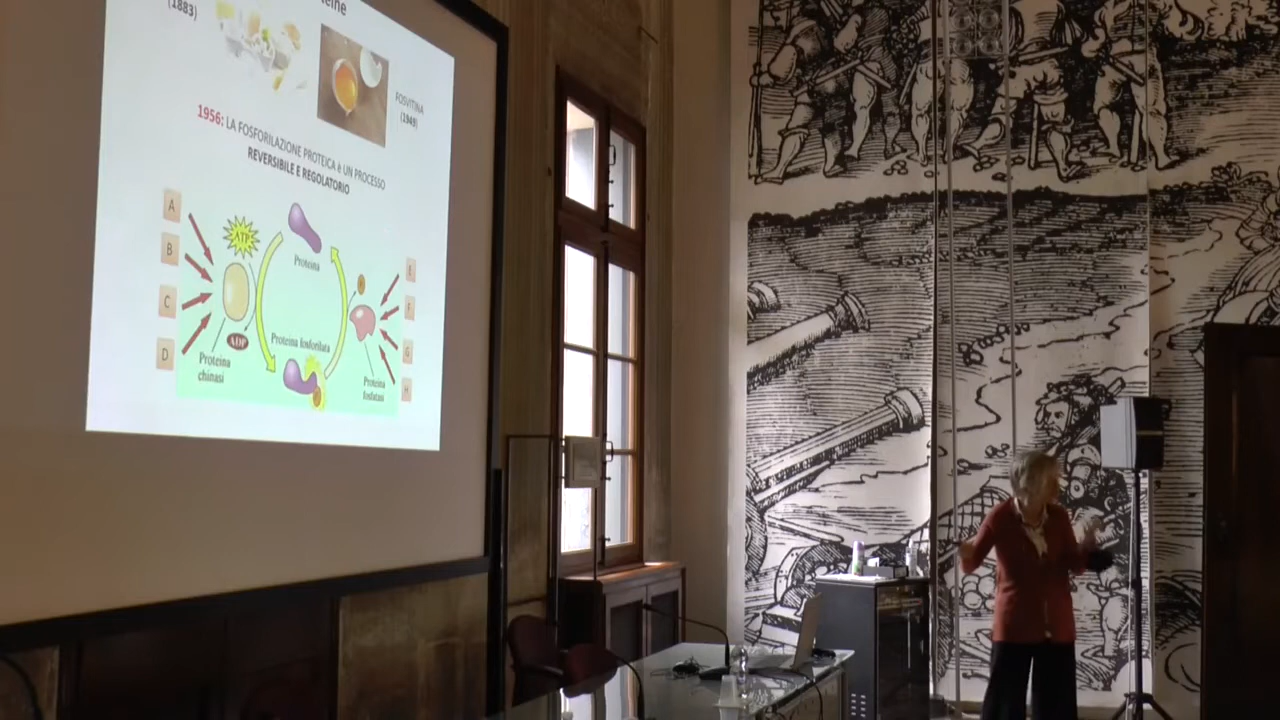 (1883)
FOSVITINA
(1949)
1956: LA FOSFORILAZIONE PROTEICA è UN PROCESSO
REVERSIBILE E REGOLATORIO
A
B
C
D
ATP
Proteina
ADP
Proteina fosforilata
Proteina
chinasi
Proteina
fosfatasi
E
F
G
H